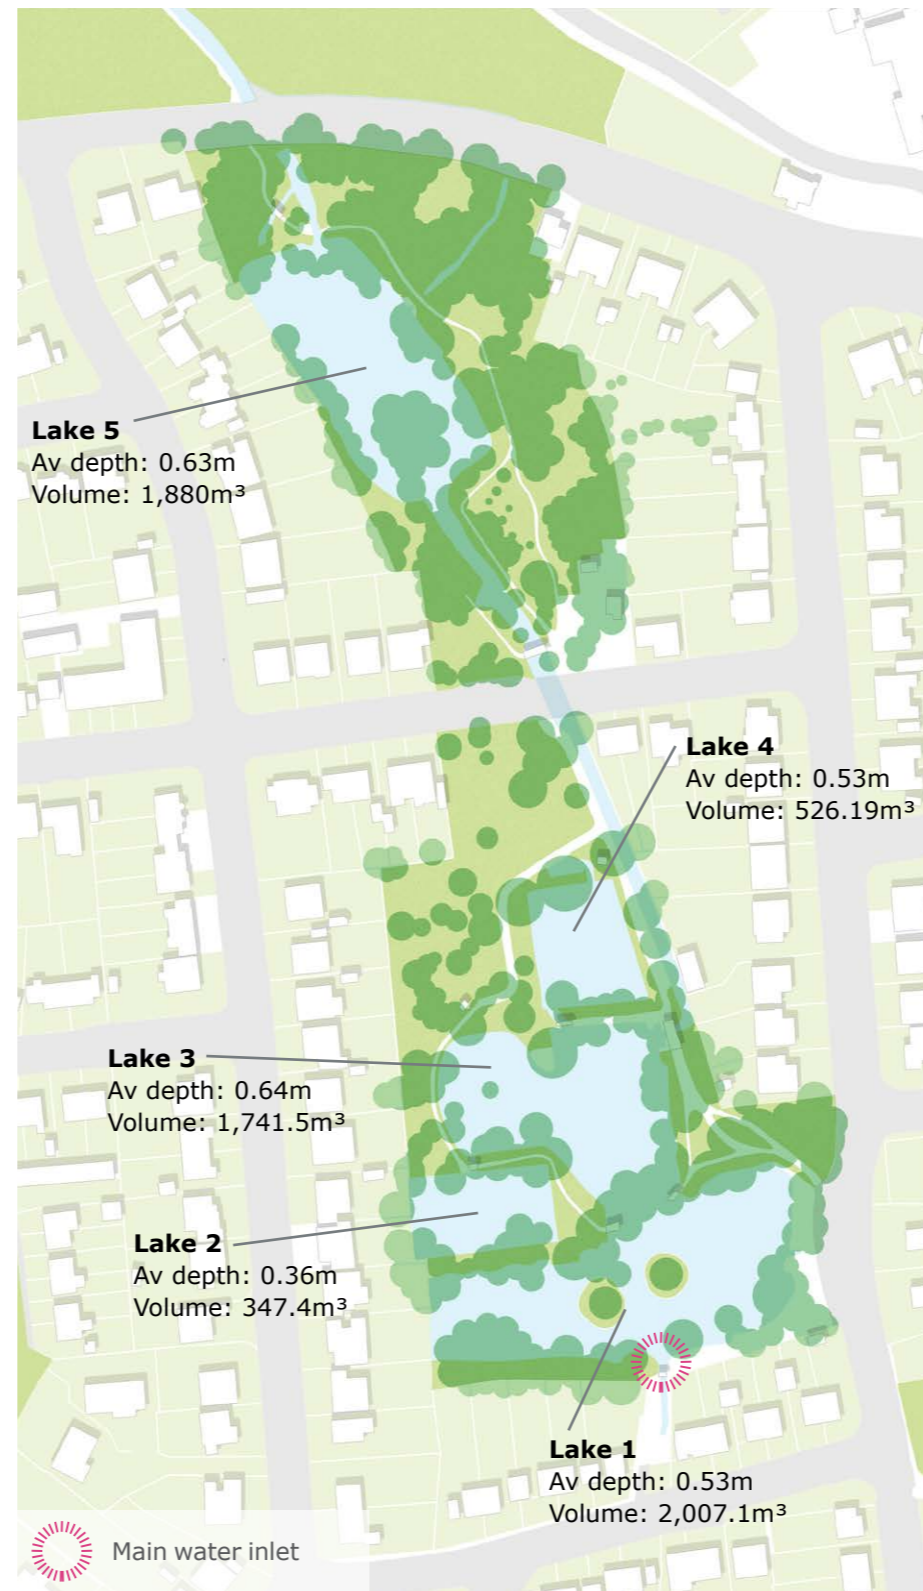 Lake 5
Av depth: 0.63m
Volume: 1,880m³
Lake 4
Av depth: 0.53m
Volume: 526.19m³
Lake 3
Av depth: 0.64m
Volume: 1,741.5m³
Lake 2
Av depth: 0.36m
Volume: 347.4m³
Lake 1
Av depth: 0.53m
Volume: 2,007.1m³
Main water inlet